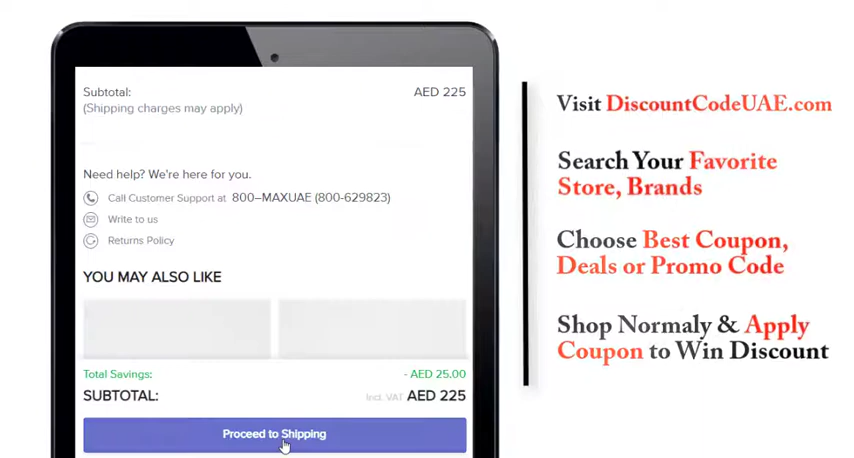 Subtotal: AED 225
(Shipping charges may apply)
Need help? We're here for you.
Call Customer Support at 800–MAXUAE (800-629823)
Write to us
Returns Policy
YOU MAY ALSO LIKE
Total Savings: - AED 25.00
SUBTOTAL: Incl. VAT AED 225
Proceed to Shipping
Visit DiscountCodeUAE.com
Search Your Favorite
Store, Brands
Choose Best Coupon,
Deals or Promo Code
Shop Normaly & Apply
Coupon to Win Discount